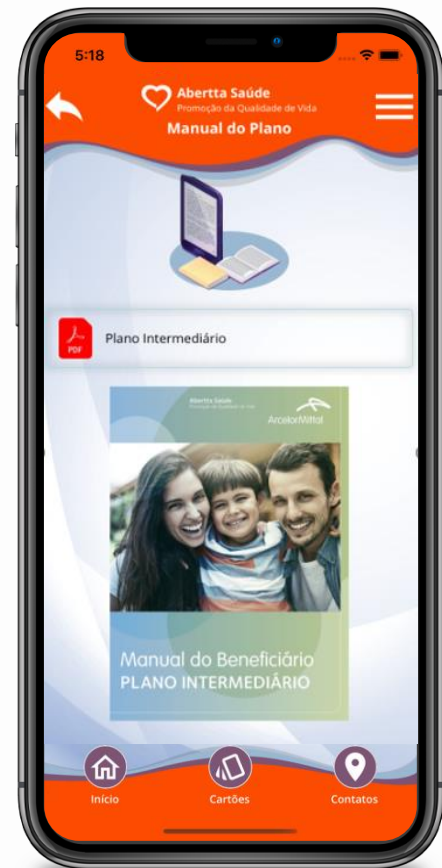 5:18
Abertta Saúde
Promoção da Qualidade de Vida
Manual do Plano
PDF
Plano Intermediário
Abertta Saúde
Promoção da Qualidade de Vida
ArcelorMittal
Manual do Beneficiário
PLANO INTERMEDIÁRIO
Início
Cartões
Contatos